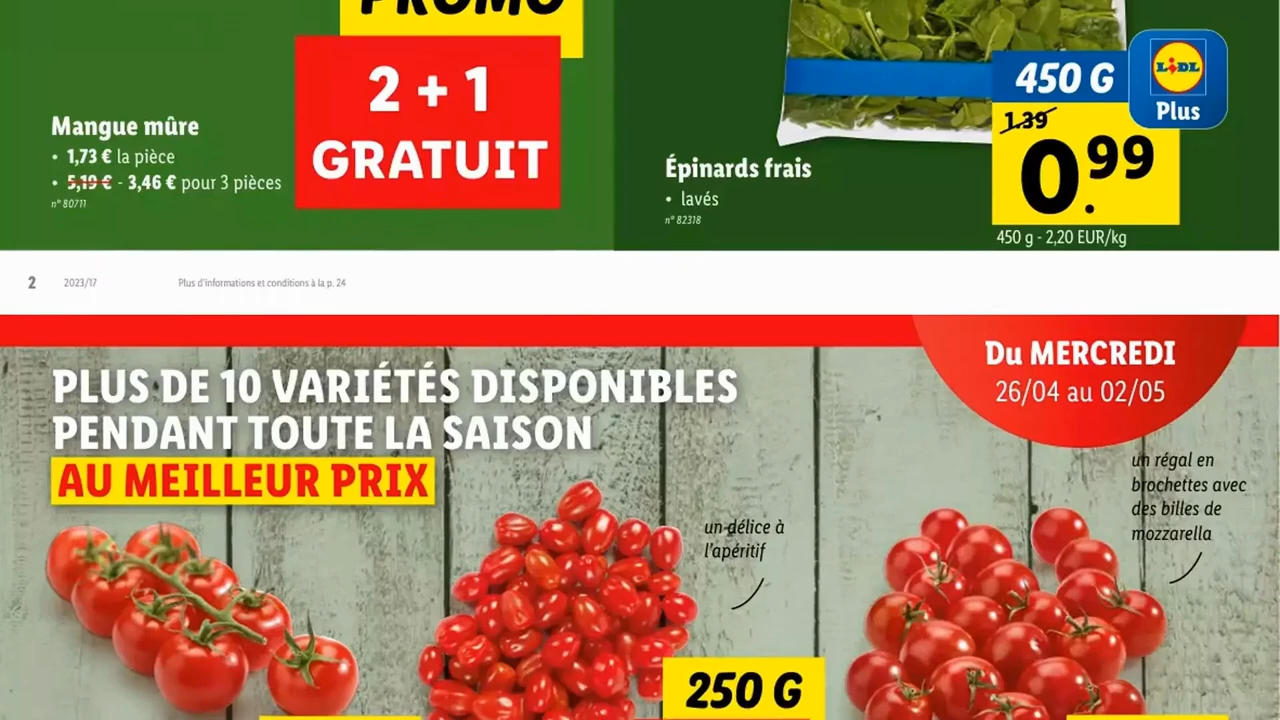 PROMO
2 + 1
GRATUIT
Mangue mûre
• 1,73 € la pièce
• 5,19 € - 3,46 € pour 3 pièces
n° 80711
450 G
LIDL
Plus
1.39
0.99
Épinards frais
• lavés
n° 82318
450 g - 2,20 EUR/kg
2 2023/17 Plus d'informations et conditions à la p. 24
Du MERCREDI
26/04 au 02/05
PLUS DE 10 VARIÉTÉS DISPONIBLES
PENDANT TOUTE LA SAISON
AU MEILLEUR PRIX
un régal en
brochettes avec
des billes de
mozzarella
un délice à
l'apéritif
250 G